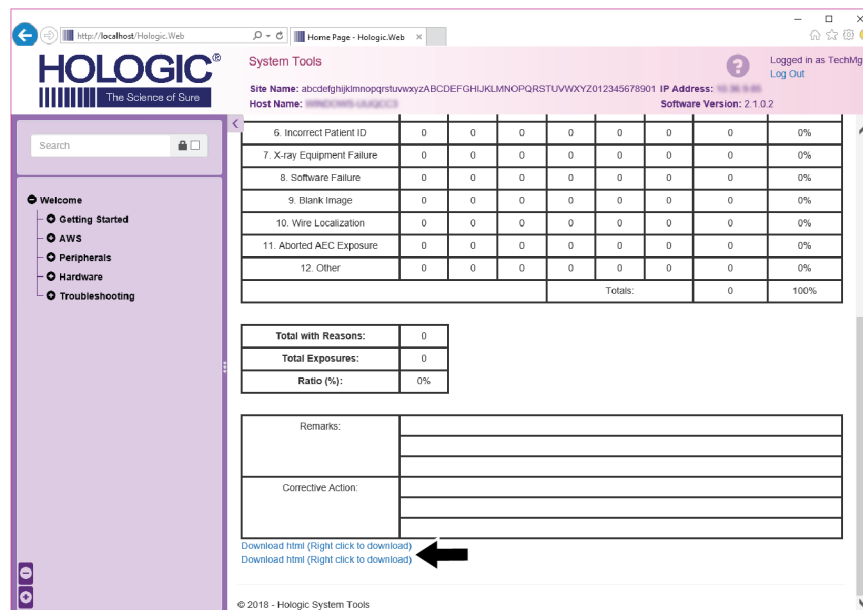 http://localhost/Hologic.Web
Home Page - Hologic.Web
HOLOGIC®
The Science of Sure
System Tools
Logged in as TechMg
Log Out
Site Name: abcdefghijklmnopqrstuvwxyzABCDEFGHIJKLMNOPQRSTUVWXYZ012345678901 IP Address:
Host Name:
Software Version: 2.1.0.2
Search
Welcome
Getting Started
AWS
Peripherals
Hardware
Troubleshooting
6. Incorrect Patient ID 0 0 0 0 0 0 0 0%
7. X-ray Equipment Failure 0 0 0 0 0 0 0 0%
8. Software Failure 0 0 0 0 0 0 0 0%
9. Blank Image 0 0 0 0 0 0 0 0%
10. Wire Localization 0 0 0 0 0 0 0 0%
11. Aborted AEC Exposure 0 0 0 0 0 0 0 0%
12. Other 0 0 0 0 0 0 0 0%
Totals: 0 100%
Total with Reasons: 0
Total Exposures: 0
Ratio (%): 0%
Remarks:
Corrective Action:
Download html (Right click to download)
Download html (Right click to download)
© 2018 - Hologic System Tools